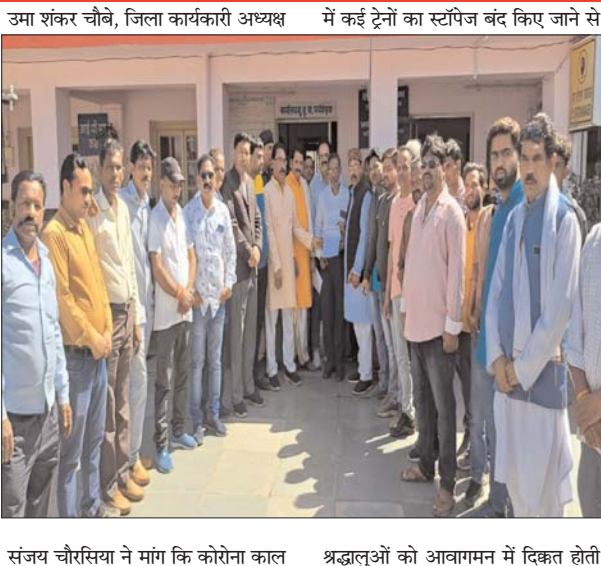 उमा शंकर चौबे, जिला कार्यकारी अध्यक्ष
में कई ट्रेनों का स्टॉपेज बंद किए जाने से
संजय चौरसिया ने मांग कि कोरोना काल
श्रद्धालुओं को आवागमन में दिक्कत होती